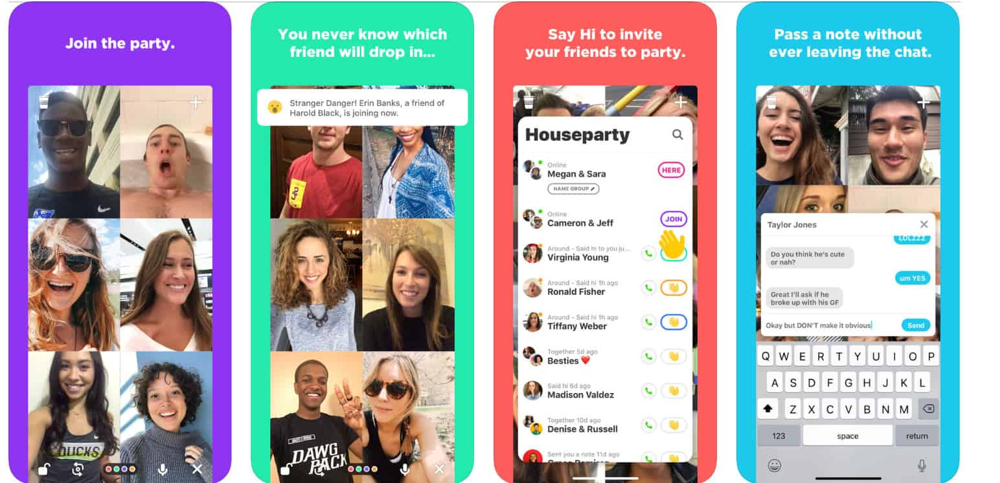 Join the party.
DUCKS
You never know which
friend will drop in...
Stranger Danger! Erin Banks, a friend of
Harold Black, is joining now.
DAWG
PACK
Say Hi to invite
your friends to party.
Houseparty
Online
Megan & Sara
HERE
NAME GROUP
Online
Cameron & Jeff
JOIN
Around - Said hi to you ju...
Virginia Young
Around - Said hi 1h ago
Ronald Fisher
Around - Said hi 1h ago
Tiffany Weber
Together 5d ago
Besties
Said hi 6d ago
Madison Valdez
Together 10d ago
Denise & Russell
Sent you a note 11d ago
Pass a note without
ever leaving the chat.
Taylor Jones
LOLZZZ
Do you think he's cute
or nah?
um YES
Great I'll ask if he
broke up with his GF
Okay but DON'T make it obvious
Send
Q W E R T Y U I O P
A S D F G H J K L
Z X C V B N M
123 space return